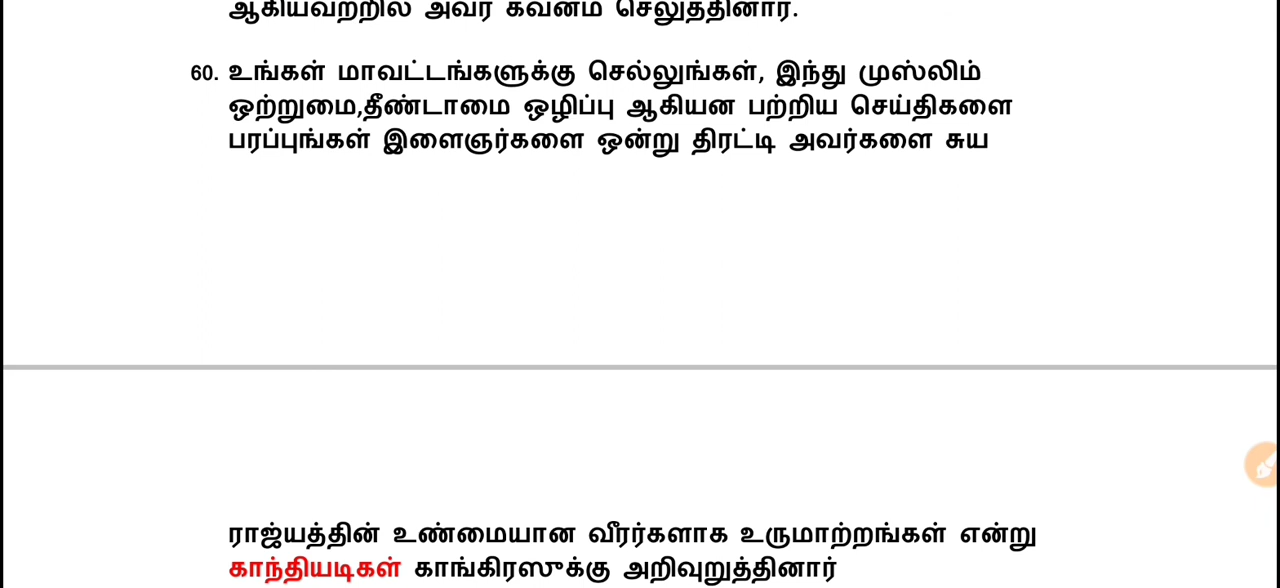 ஆகியவற்றில் அவர் கவனம் செலுத்தினார்.
60. உங்கள் மாவட்டங்களுக்கு செல்லுங்கள், இந்து முஸ்லிம்
ஒற்றுமை,தீண்டாமை ஒழிப்பு ஆகியன பற்றிய செய்திகளை
பரப்புங்கள் இளைஞர்களை ஒன்று திரட்டி அவர்களை சுய
ராஜ்யத்தின் உண்மையான வீரர்களாக உருமாற்றங்கள் என்று
காந்தியடிகள் காங்கிரஸுக்கு அறிவுறுத்தினார்